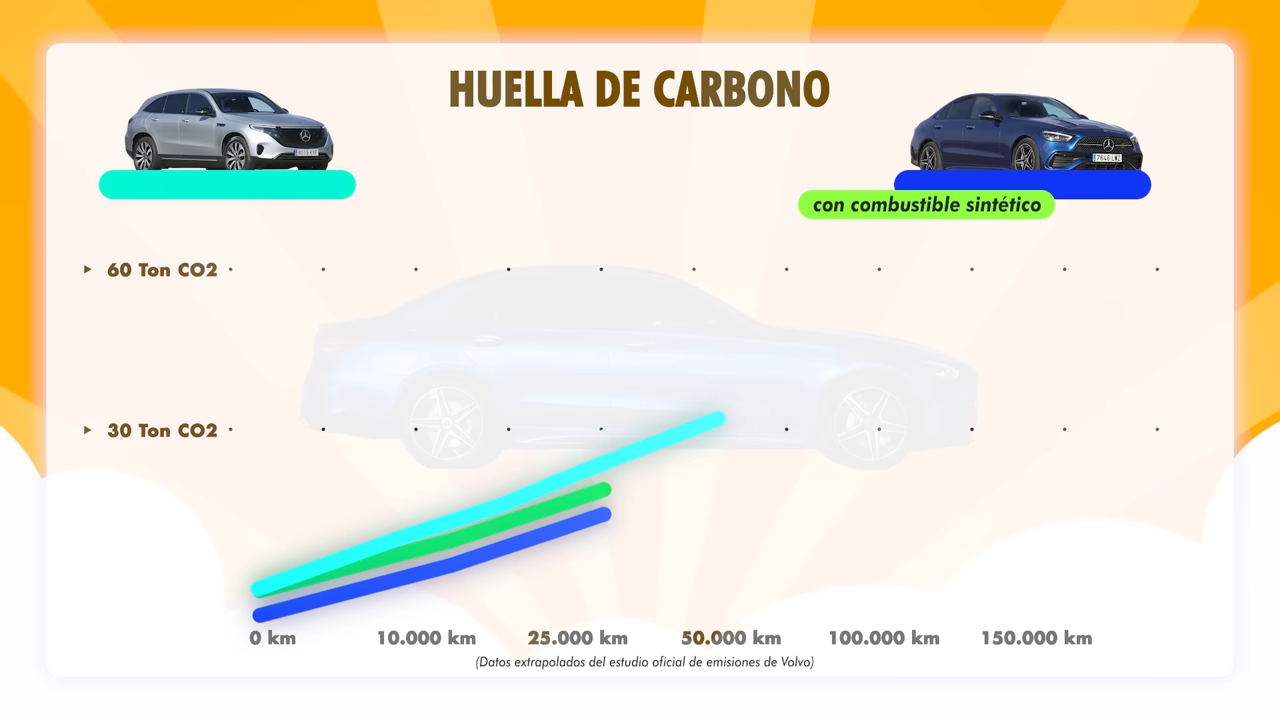 HUELLA DE CARBONO
7646 LWZ
con combustible sintético
60 Ton CO2
30 Ton CO2
0 km
10.000 km
25.000 km
50.000 km
100.000 km
150.000 km
(Datos extrapolados del estudio oficial de emisiones de Volvo)